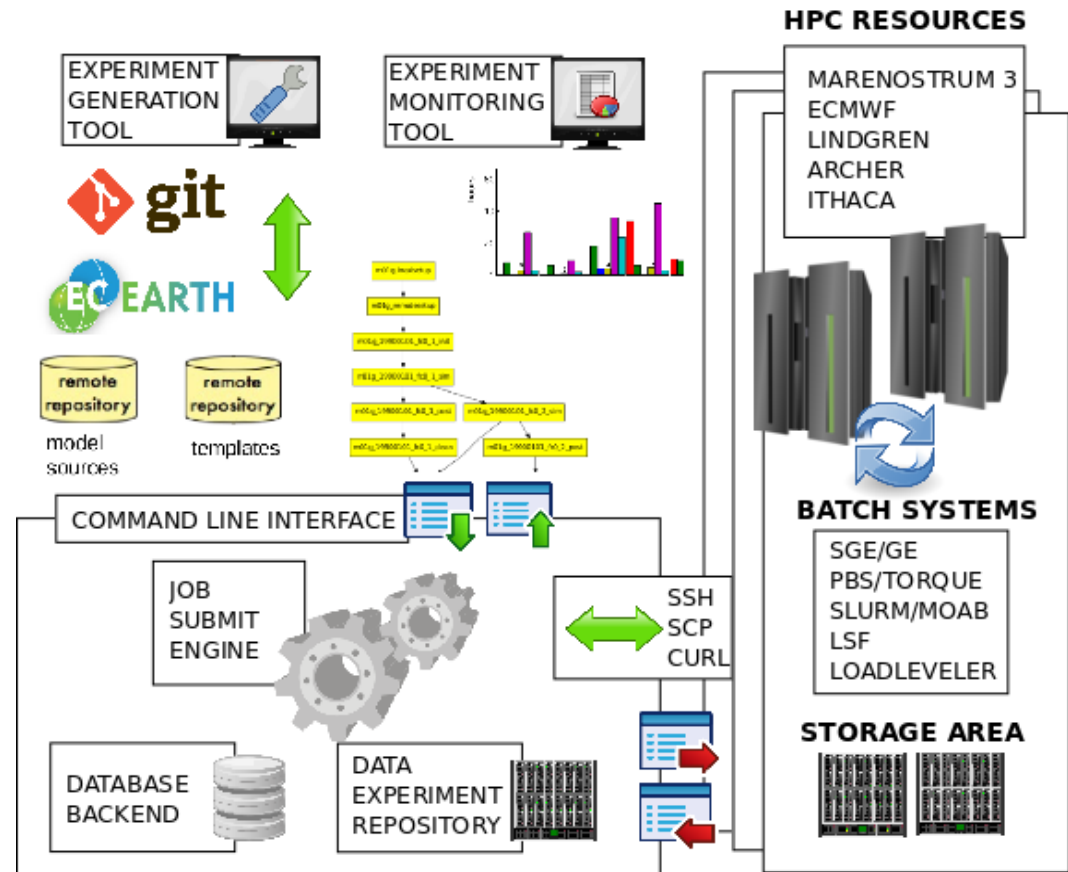 HPC RESOURCES
EXPERIMENT
GENERATION
TOOL
EXPERIMENT
MONITORING
TOOL
MARENOSTRUM 3
ECMWF
LINDGREN
ARCHER
ITHACA
git
EC EARTH
remote
repository
model
sources
remote
repository
templates
m01g_19900101_fc0_1_sim
m01g_19900101_fc0_2_sim
COMMAND LINE INTERFACE
JOB
SUBMIT
ENGINE
SSH
SCP
CURL
BATCH SYSTEMS
SGE/GE
PBS/TORQUE
SLURM/MOAB
LSF
LOADLEVELER
STORAGE AREA
DATABASE
BACKEND
DATA
EXPERIMENT
REPOSITORY